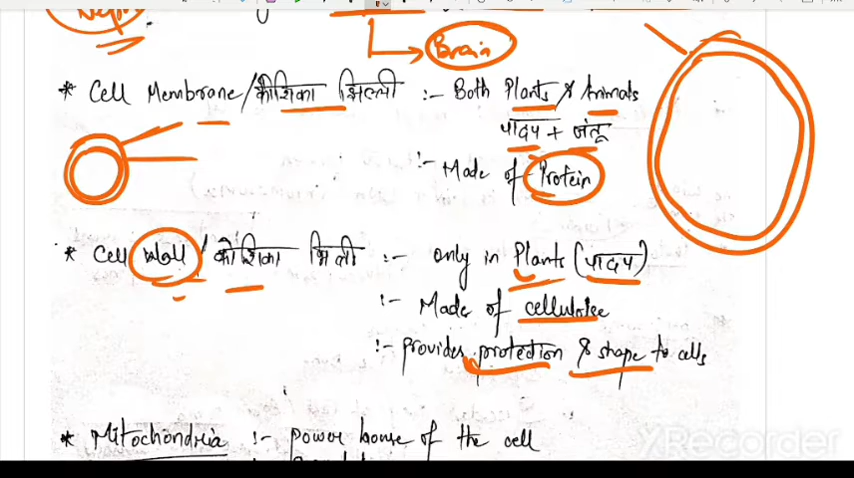 Brain
* Cell Membrane/कोशिका झिल्ली :- Both Plants & Animals
पादप + जंतू
:- Made of Protein
* Cell Wall / कोशिका भित्ती :- only in Plants (पादप)
:- Made of cellulose
:- Provides protection & shape to cells
* Mitochondria :- power house of the cell
XRecorder